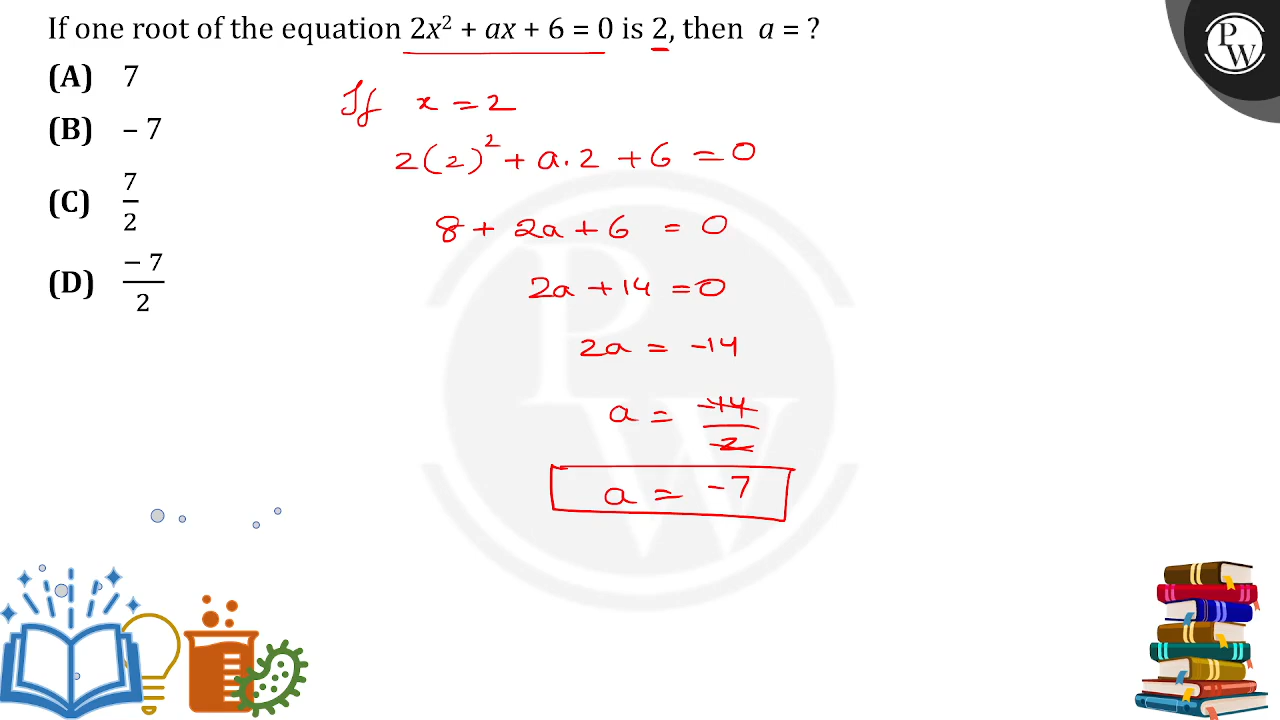 If one root of the equation 2x² + ax + 6 = 0 is 2, then a = ?
(A) 7
(B) – 7
(C) 7/2
(D) – 7/2
If x = 2
2(2)² + a.2 + 6 = 0
8 + 2a + 6 = 0
2a + 14 = 0
2a = -14
a = -14/2
a = -7
P
W
P
W